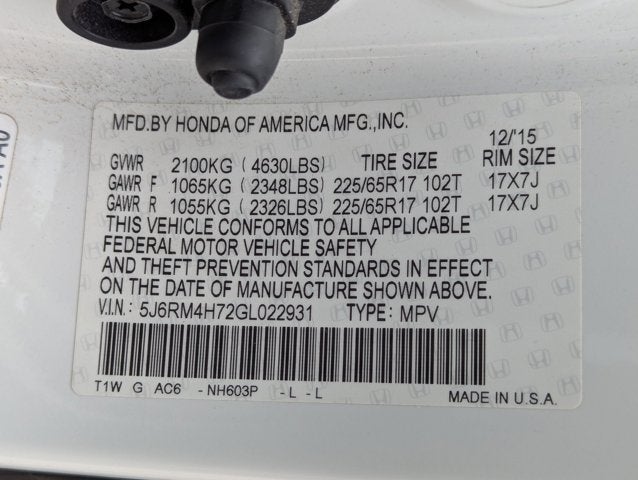 MFD.BY HONDA OF AMERICA MFG.,INC.
12/'15
GVWR 2100KG ( 4630LBS) TIRE SIZE RIM SIZE
GAWR F 1065KG ( 2348LBS) 225/65R17 102T 17X7J
GAWR R 1055KG ( 2326LBS) 225/65R17 102T 17X7J
THIS VEHICLE CONFORMS TO ALL APPLICABLE
FEDERAL MOTOR VEHICLE SAFETY
AND THEFT PREVENTION STANDARDS IN EFFECT
ON THE DATE OF MANUFACTURE SHOWN ABOVE.
V.I.N.: 5J6RM4H72GL022931 TYPE: MPV
T1W G AC6 -NH603P - L - L
MADE IN U.S.A.